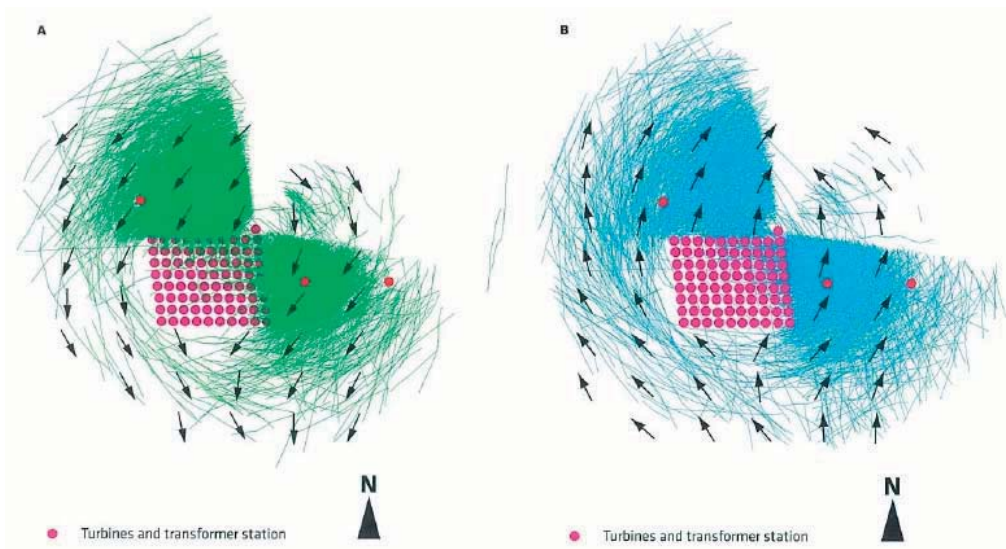 A
B
N
N
Turbines and transformer station
Turbines and transformer station